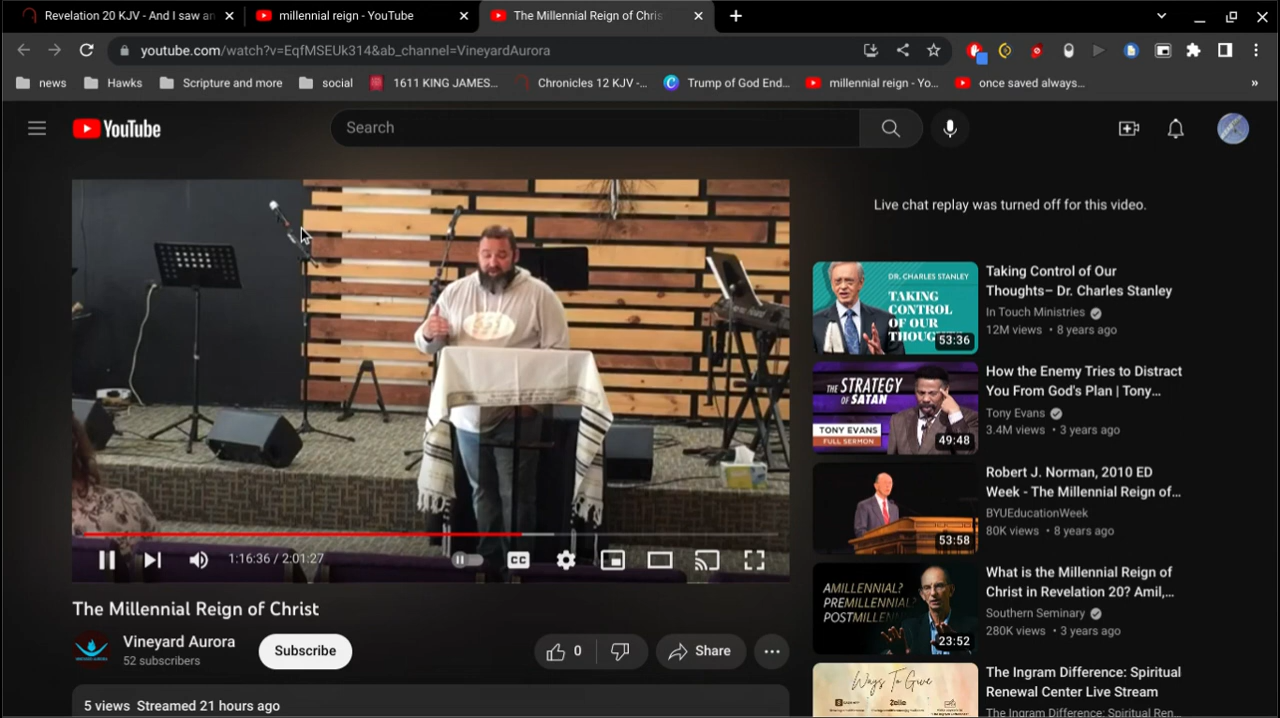 Revelation 20 KJV - And I saw an
millennial reign - YouTube
The Millennial Reign of Chris
youtube.com/watch?v=EqfMSEUk314&ab_channel=VineyardAurora
news
Hawks
Scripture and more
social
1611 KING JAMES...
Chronicles 12 KJV -...
Trump of God End...
millennial reign - Yo...
once saved always...
»
YouTube
Search
Live chat replay was turned off for this video.
DR. CHARLES STANLEY
TAKING
CONTROL
OF OUR
53:36
Taking Control of Our
Thoughts– Dr. Charles Stanley
In Touch Ministries
12M views • 8 years ago
THE STRATEGY
OF SATAN
TONY EVANS
FULL SERMON
49:48
How the Enemy Tries to Distract
You From God's Plan | Tony...
Tony Evans
3.4M views • 3 years ago
53:58
Robert J. Norman, 2010 ED
Week - The Millennial Reign of...
BYUEducationWeek
80K views • 8 years ago
AMILLENNIAL?
PREMILLENNIAL?
POSTMILLEN
23:52
What is the Millennial Reign of
Christ in Revelation 20? Amil,...
Southern Seminary
280K views • 3 years ago
Ways To Give
Zelle
The Ingram Difference: Spiritual
Renewal Center Live Stream
The Ingram Difference: Spiritual Ren...
1:16:36 / 2:01:27
CC
The Millennial Reign of Christ
Vineyard Aurora
52 subscribers
Subscribe
0
Share
5 views Streamed 21 hours ago